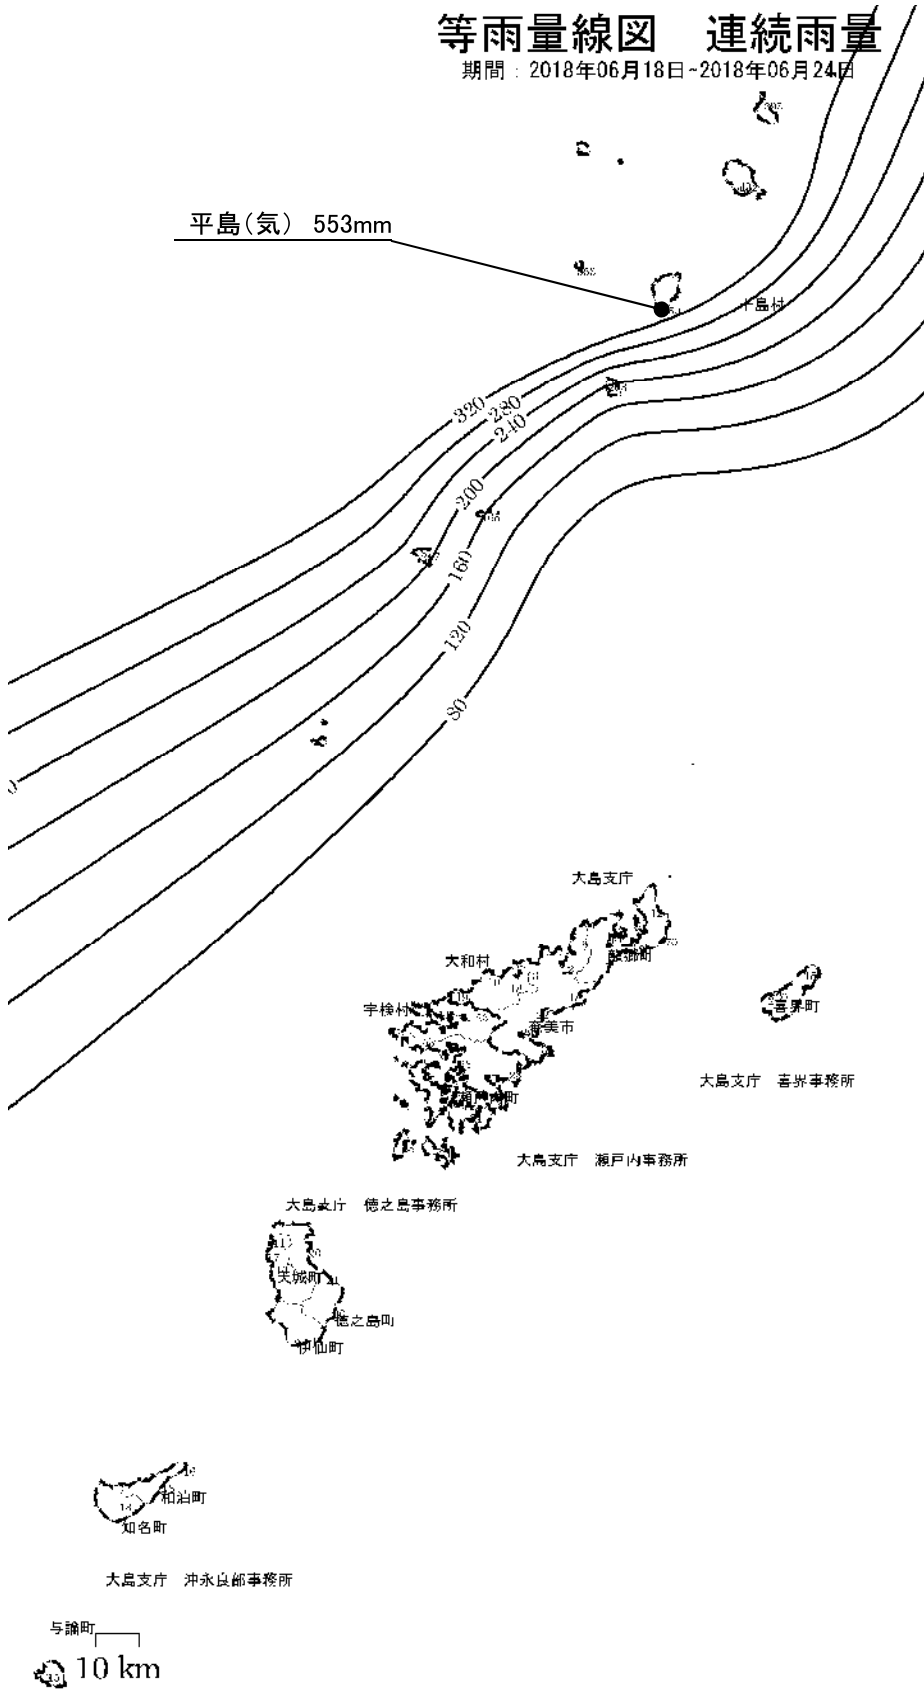 等雨量線図　連続雨量
期間：2018年06月18日~2018年06月24日
平島(気)　553mm
十島村
320
280
240
200
160
120
80
大島支庁
龍郷町
大和村
宇検村
奄美市
喜界町
大島支庁　喜界事務所
瀬戸内町
大島支庁　瀬戸内事務所
大島支庁　徳之島事務所
天城町
徳之島町
伊仙町
和泊町
知名町
大島支庁　沖永良部事務所
与論町
10 km